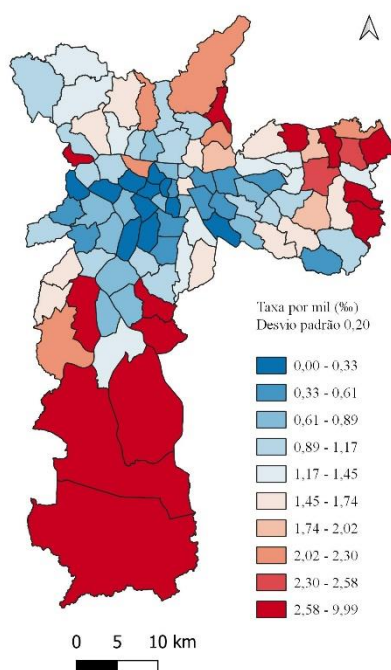 Taxa por mil (‰)
Desvio padrão 0,20
0,00 - 0,33
0,33 - 0,61
0,61 - 0,89
0,89 - 1,17
1,17 - 1,45
1,45 - 1,74
1,74 - 2,02
2,02 - 2,30
2,30 - 2,58
2,58 - 9,99
0 5 10 km